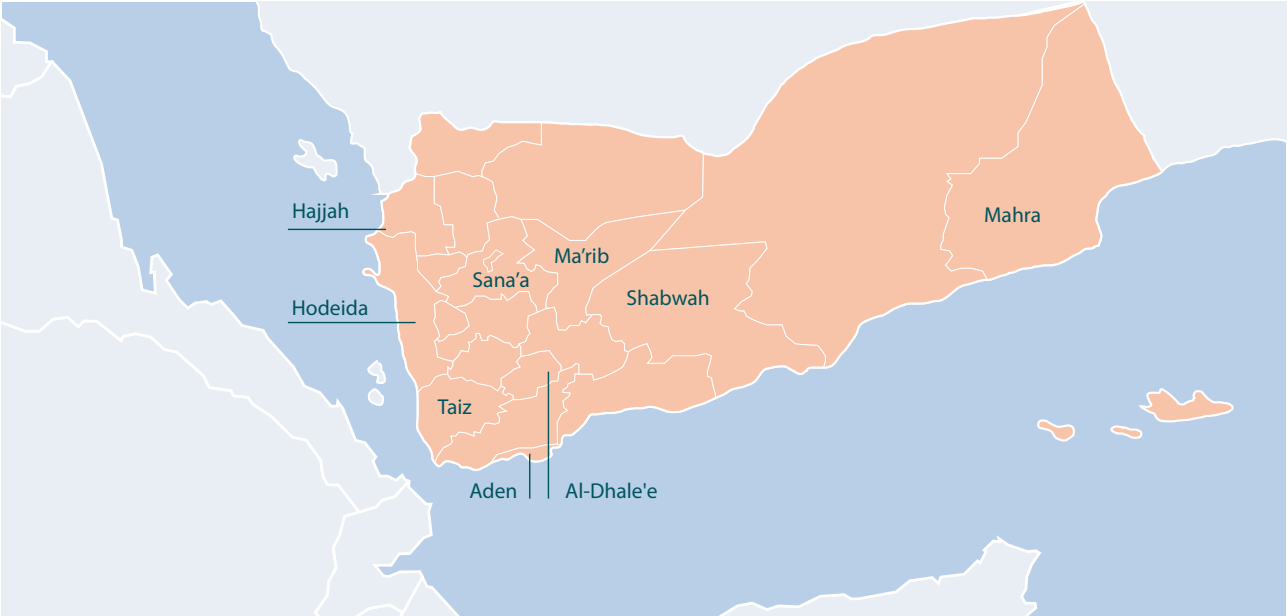 Hajjah
Mahra
Ma’rib
Sana’a
Shabwah
Hodeida
Taiz
Aden
Al-Dhale'e